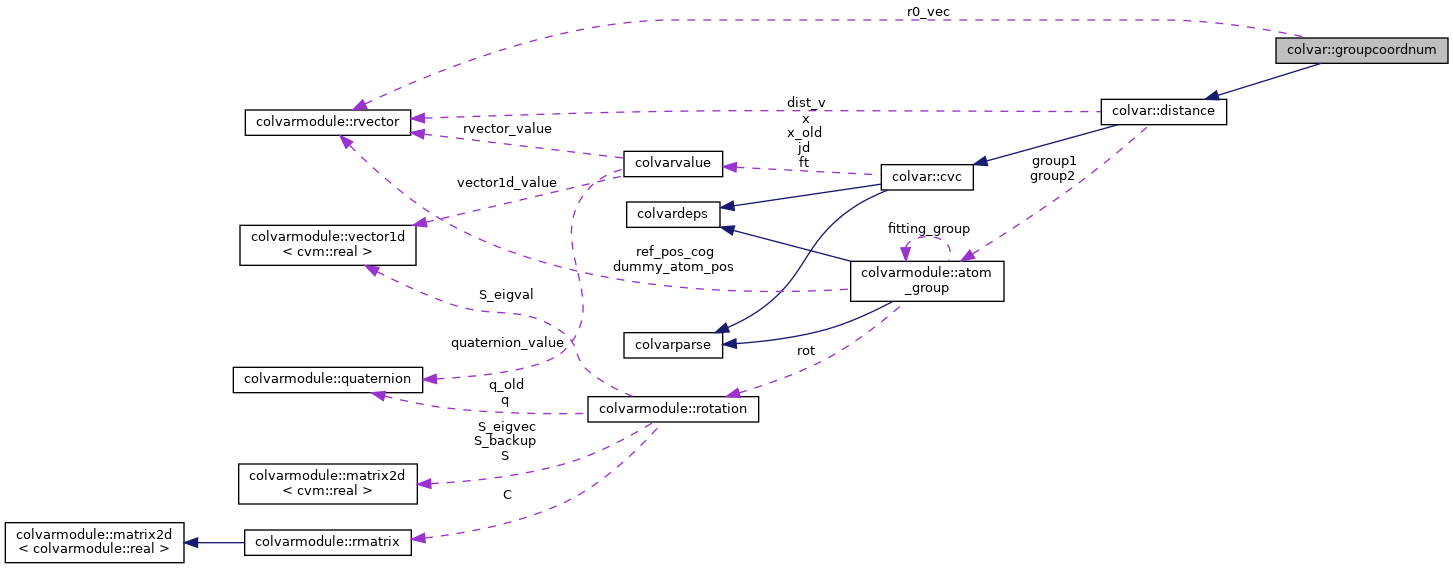 r0_vec
colvar::groupcoordnum
dist_v
colvar::distance
colvarmodule::rvector
rvector_value
x
x_old
jd
ft
colvarvalue
group1
group2
colvar::cvc
vector1d_value
colvardeps
fitting_group
colvarmodule::vector1d
< cvm::real >
ref_pos_cog
dummy_atom_pos
colvarmodule::atom
_group
S_eigval
quaternion_value
colvarparse
rot
colvarmodule::quaternion
q_old
q
colvarmodule::rotation
S_eigvec
S_backup
S
colvarmodule::matrix2d
< cvm::real >
C
colvarmodule::matrix2d
< colvarmodule::real >
colvarmodule::rmatrix